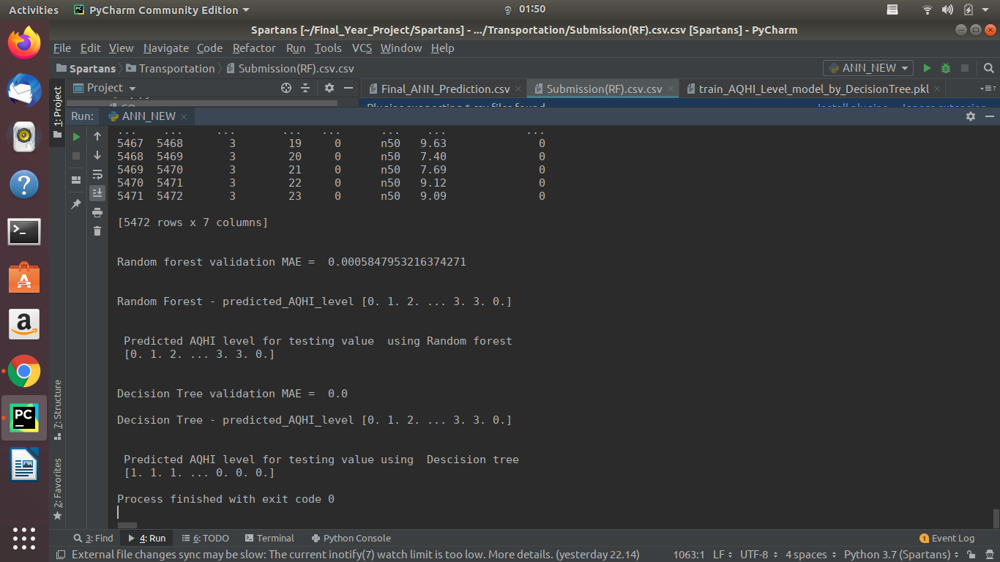 Activities PyCharm Community Edition 01:50
Spartans [~/Final_Year_Project/Spartans] - .../Transportation/Submission(RF).csv.csv [Spartans] - PyCharm
File Edit View Navigate Code Refactor Run Tools VCS Window Help
Spartans Transportation Submission(RF).csv.csv ANN_NEW
1: Project
Project Final_ANN_Prediction.csv Submission(RF).csv.csv train_AQHI_Level_model_by_DecisionTree.pkl 7
Run: ANN_NEW
... ... ... ... ... ... ... ...
5467 5468 3 19 0 n50 9.63 0
5468 5469 3 20 0 n50 7.40 0
5469 5470 3 21 0 n50 7.69 0
5470 5471 3 22 0 n50 9.12 0
5471 5472 3 23 0 n50 9.09 0
[5472 rows x 7 columns]
Random forest validation MAE = 0.0005847953216374271
Random Forest - predicted_AQHI_level [0. 1. 2. ... 3. 3. 0.]
Predicted AQHI level for testing value using Random forest
[0. 1. 2. ... 3. 3. 0.]
Decision Tree validation MAE = 0.0
Decision Tree - predicted_AQHI_level [0. 1. 2. ... 3. 3. 0.]
Predicted AQHI level for testing value using Descision tree
[1. 1. 1. ... 0. 0. 0.]
Process finished with exit code 0
7: Structure
2: Favorites
3: Find 4: Run 6: TODO Terminal Python Console 1 Event Log
External file changes sync may be slow: The current inotify(7) watch limit is too low. More details. (yesterday 22.14) 1063:1 LF UTF-8 4 spaces Python 3.7 (Spartans)